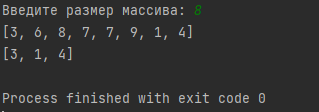 Введите размер массива: 8
[3, 6, 8, 7, 7, 9, 1, 4]
[3, 1, 4]
Process finished with exit code 0